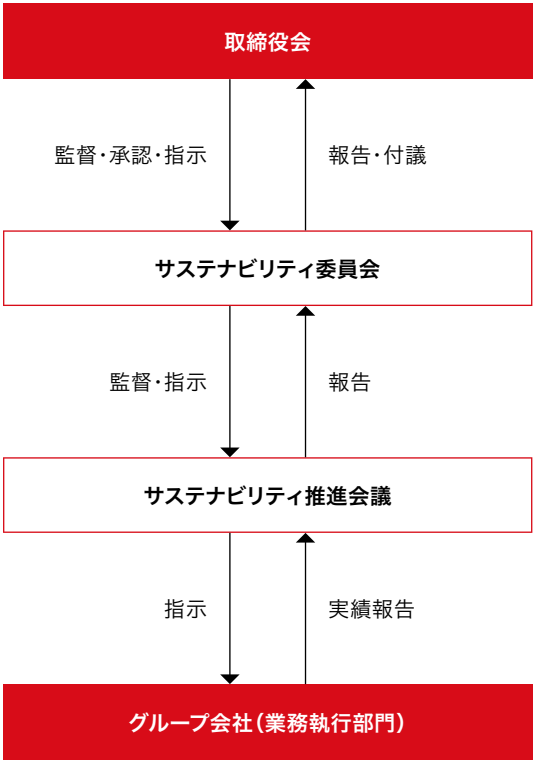 取締役会
監督・承認・指示
報告・付議
サステナビリティ委員会
監督・指示
報告
サステナビリティ推進会議
指示
実績報告
グループ会社（業務執行部門）